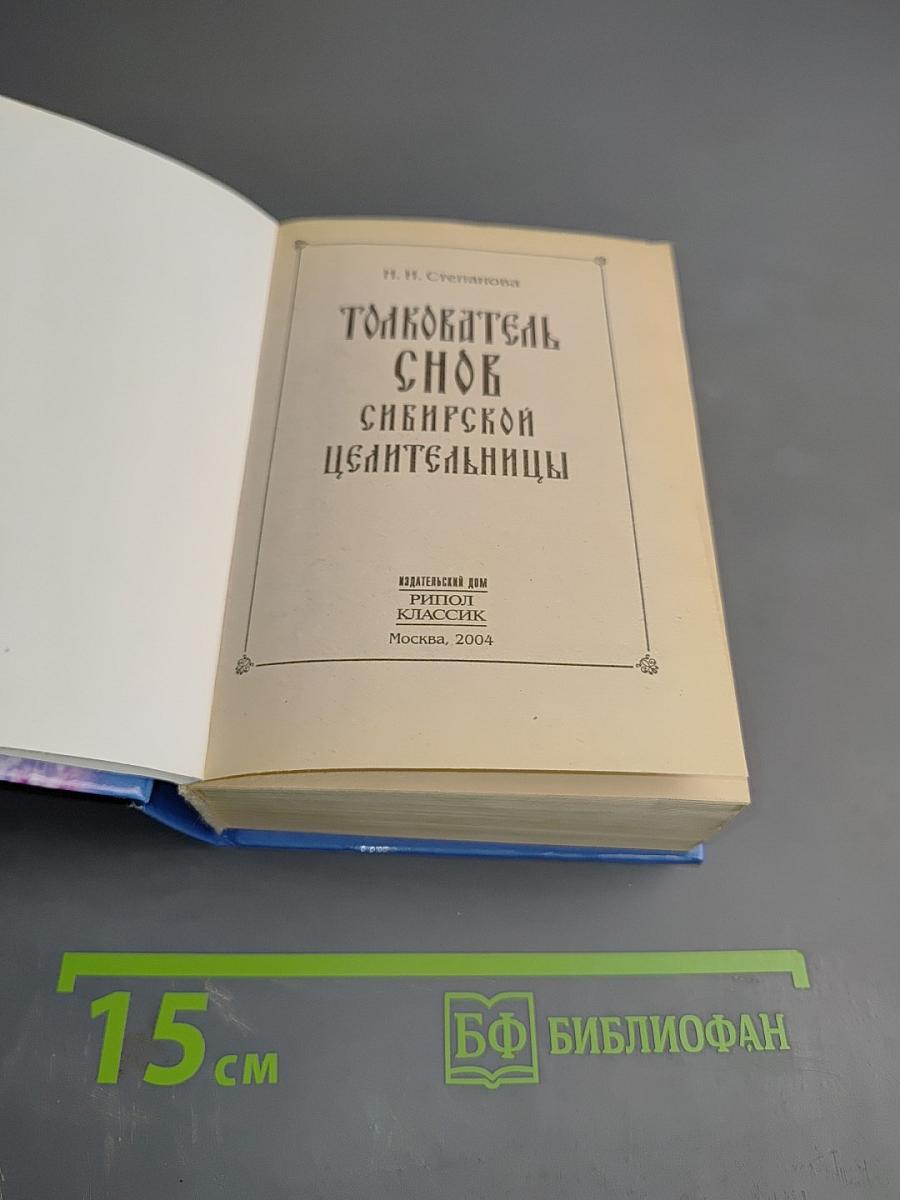 Н. И. Степанова
ТОЛКОВАТЕЛЬ
СНОВ
СИБИРСКОЙ
ЦЕЛИТЕЛЬНИЦЫ
ИЗДАТЕЛЬСКИЙ ДОМ
РИПОЛ
КЛАССИК
Москва, 2004
15 см
БФ БИБЛИОФАН